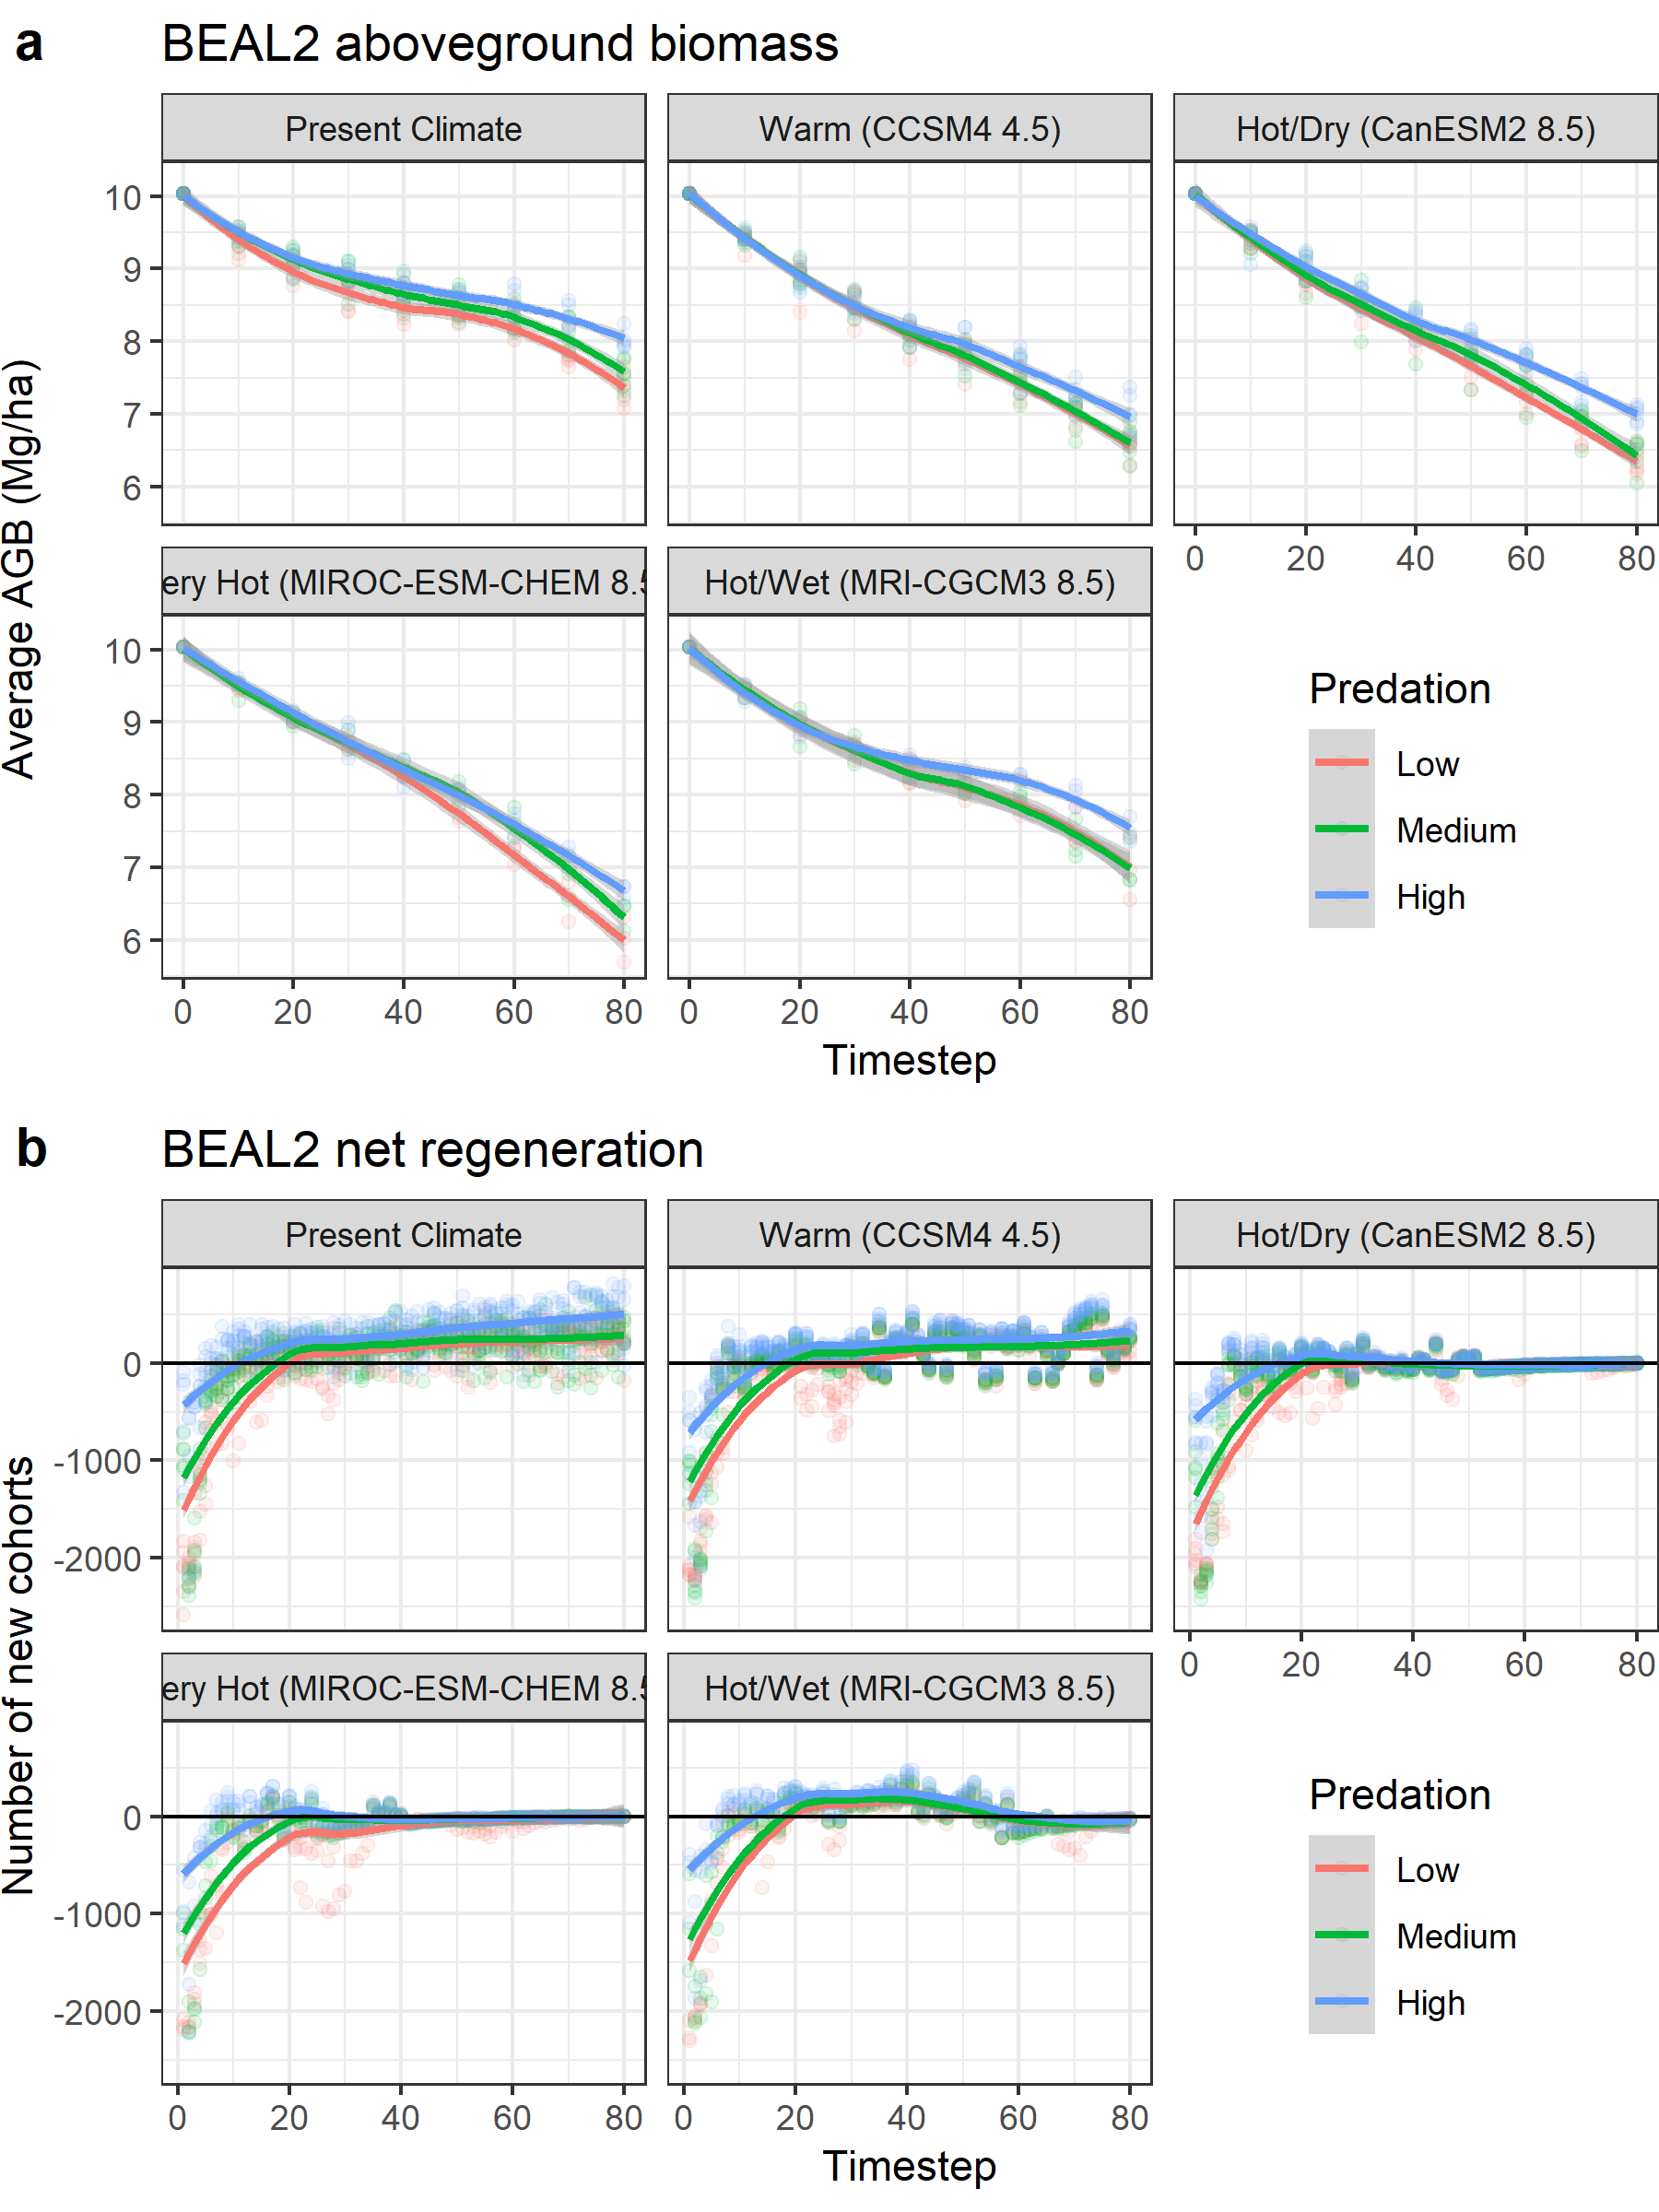 a BEAL2 aboveground biomass
Present Climate Warm (CCSM4 4.5) Hot/Dry (CanESM2 8.5)
Average AGB (Mg/ha)
10
9
8
7
6
0 20 40 60 80
ery Hot (MIROC-ESM-CHEM 8.5 Hot/Wet (MRI-CGCM3 8.5)
10
9
8
7
6
0 20 40 60 80 0 20 40 60 80
Timestep
Predation
Low
Medium
High
b BEAL2 net regeneration
Present Climate Warm (CCSM4 4.5) Hot/Dry (CanESM2 8.5)
Number of new cohorts
0
-1000
-2000
0 20 40 60 80
ery Hot (MIROC-ESM-CHEM 8.5 Hot/Wet (MRI-CGCM3 8.5)
0
-1000
-2000
0 20 40 60 80 0 20 40 60 80
Timestep
Predation
Low
Medium
High